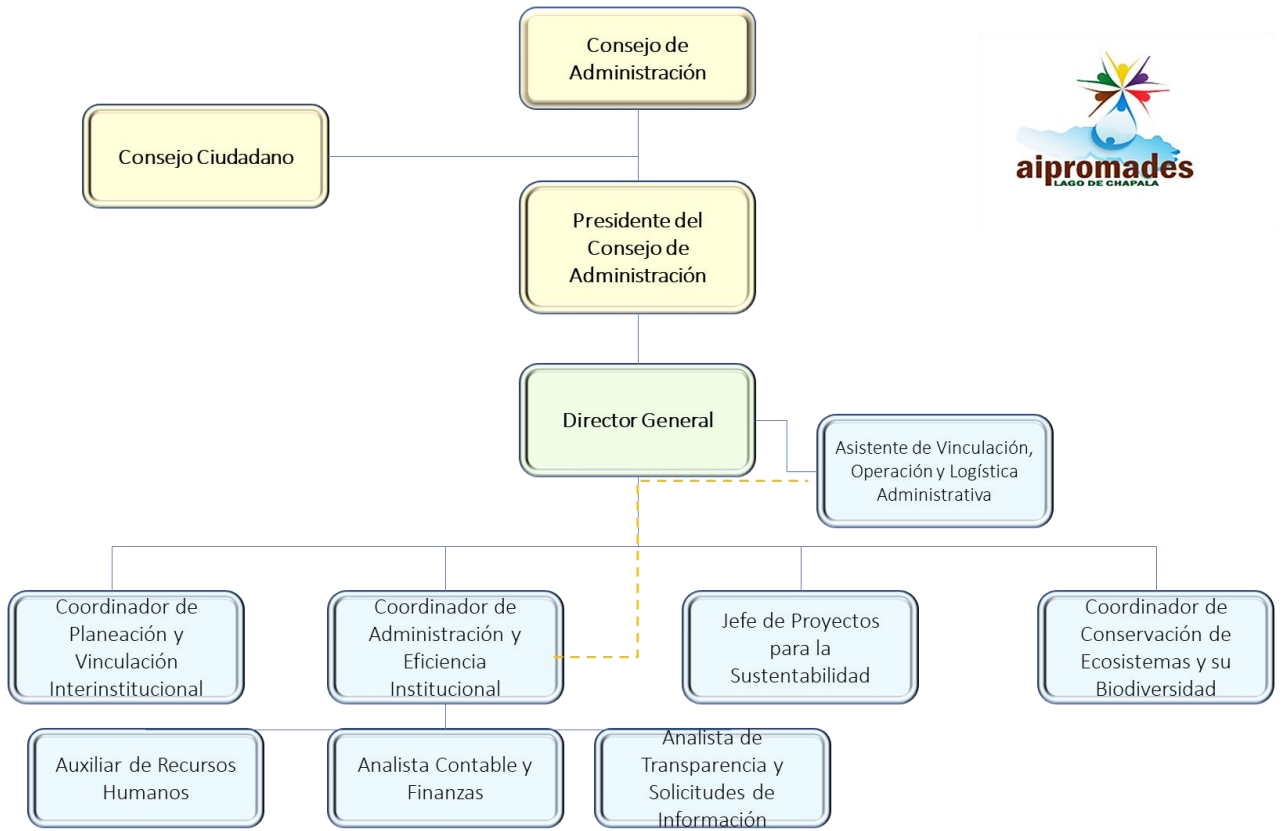 Consejo de
Administración
aipromades
LAGO DE CHAPALA
Consejo Ciudadano
Presidente del
Consejo de
Administración
Director General
Asistente de Vinculación,
Operación y Logística
Administrativa
Coordinador de
Planeación y
Vinculación
Interinstitucional
Coordinador de
Administración y
Eficiencia
Institucional
Jefe de Proyectos
para la
Sustentabilidad
Coordinador de
Conservación de
Ecosistemas y su
Biodiversidad
Auxiliar de Recursos
Humanos
Analista Contable y
Finanzas
Analista de
Transparencia y
Solicitudes de
Información